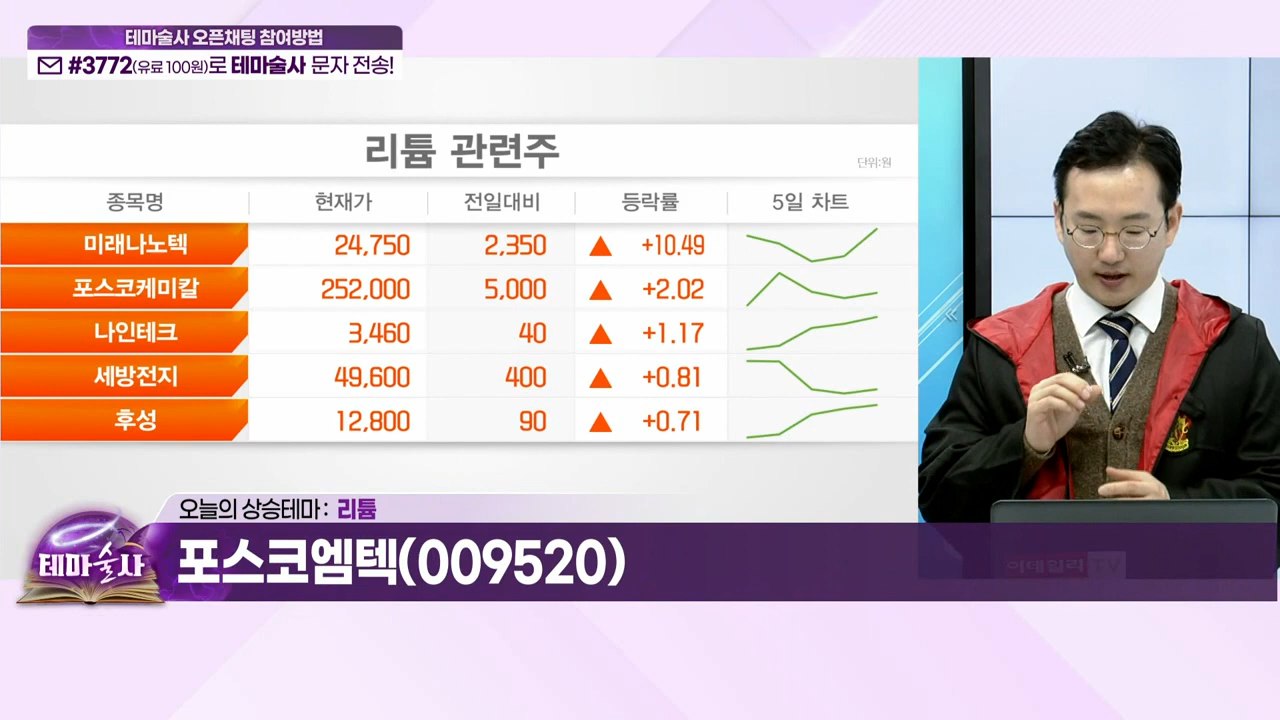 테마술사 오픈채팅 참여방법
#3772(유료 100원)로 테마술사 문자 전송!
리튬 관련주
단위:원
종목명 현재가 전일대비 등락률 5일 차트
미래나노텍 24,750 2,350 ▲ +10.49
포스코케미칼 252,000 5,000 ▲ +2.02
나인테크 3,460 40 ▲ +1.17
세방전지 49,600 400 ▲ +0.81
후성 12,800 90 ▲ +0.71
오늘의 상승테마 : 리튬
테마술사
포스코엠텍(009520)
이데일리 TV